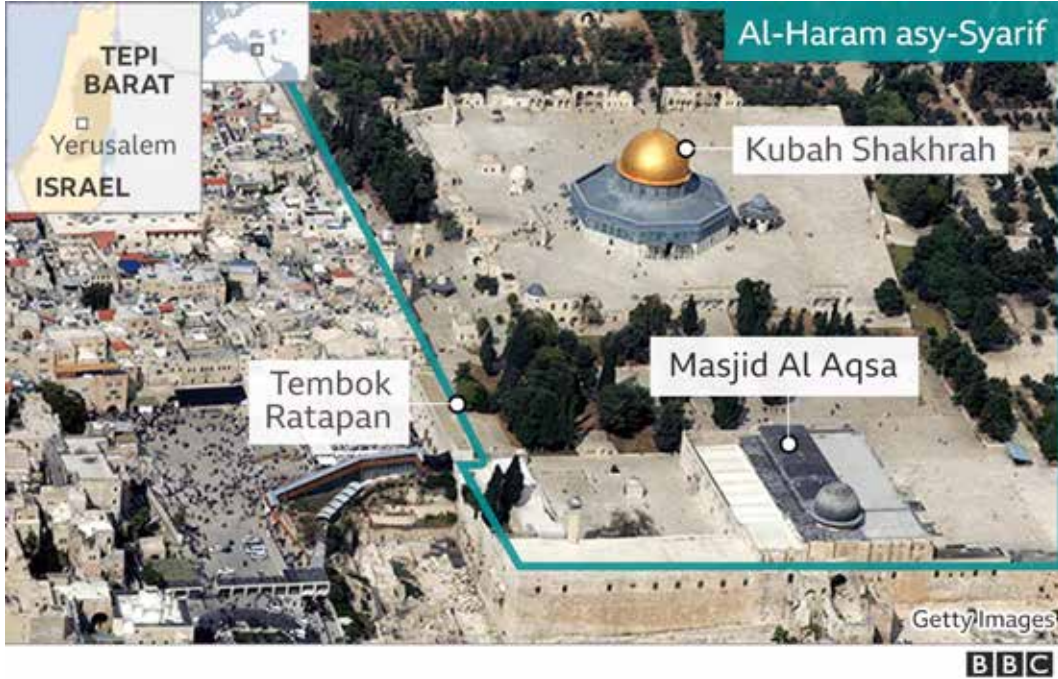 Al-Haram asy-Syarif
TEPI
BARAT
Yerusalem
ISRAEL
Kubah Shakhrah
Masjid Al Aqsa
Tembok
Ratapan
Getty Images
BBC